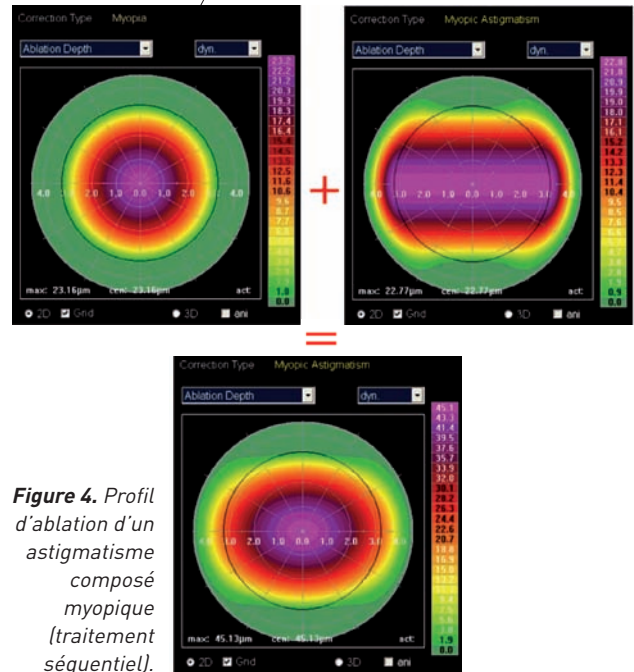 Correction Type Myopia
Ablation Depth dyn.
23.2
22.2
21.2
20.3
19.3
18.3
17.4
16.4
15.4
14.5
13.5
12.5
11.6
10.6
9.6
8.7
7.7
1.0
0.0
4.0 3.0 2.0 1.0 0.0 1.0 2.0 4.0
max: 23.16µm cen: 23.16µm act:
2D Grid 3D ani
+
Correction Type Myopic Astigmatism
Ablation Depth dyn.
22.8
21.8
20.9
19.9
19.0
18.0
17.1
16.1
15.2
14.2
13.3
12.3
11.4
10.4
9.5
8.5
7.6
0.9
0.0
4.0 3.0 2.0 1.0 0.0 1.0 2.0 3.0 4.0
max: 22.77µm cen: 22.77µm act:
2D Grid 3D ani
=
Correction Type Myopic Astigmatism
Ablation Depth dyn.
45.1
43.3
41.4
39.5
37.6
35.7
33.9
32.0
30.1
28.2
26.3
24.4
22.6
20.7
18.8
16.9
15.0
1.9
0.0
2.0 1.0 0.0 1.0 2.0 3.0
max: 45.13µm cen: 45.13µm act:
2D Grid 3D ani
Figure 4. Profil
d'ablation d'un
astigmatisme
composé
myopique
(traitement
séquentiel).